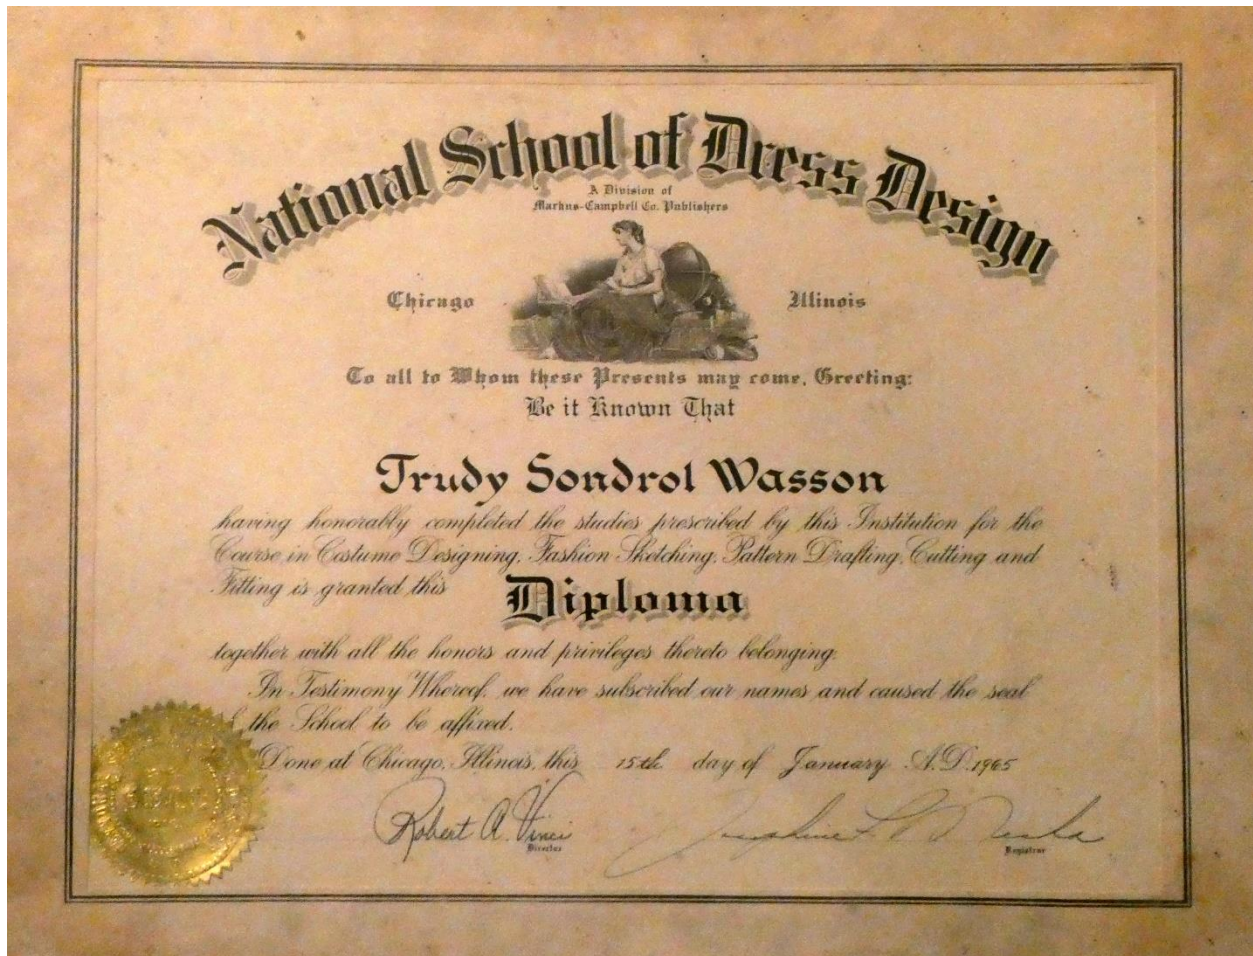 National School of Dress Design
A Division of
Markus-Campbell Co. Publishers
Chicago
Illinois
To all to Whom these Presents may come, Greeting:
Be it Known That
Trudy Sondrol Wasson
having honorably completed the studies prescribed by this Institution for the
Course in Costume Designing, Fashion Sketching, Pattern Drafting, Cutting and
Fitting is granted this
Diploma
together with all the honors and privileges thereto belonging.
In Testimony Whereof, we have subscribed our names and caused the seal
the School to be affixed.
Done at Chicago, Illinois, this 15th day of January A.D. 1965
Robert A. Vinci
Director
Josephine L.
Registrar